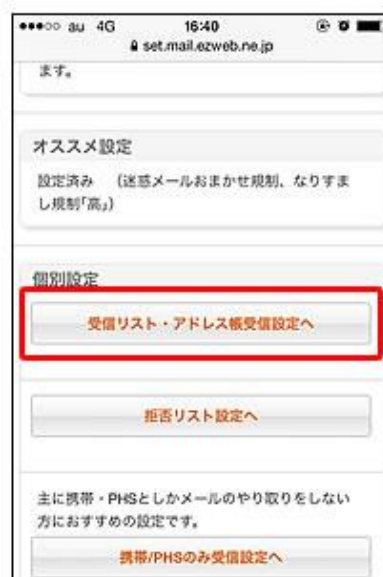 au 4G 16:40
set.mail.ezweb.ne.jp
ます。
オススメ設定
設定済み （迷惑メールおまかせ規制、なりすま
し規制「高」）
個別設定
受信リスト・アドレス帳受信設定へ
拒否リスト設定へ
主に携帯・PHSとしかメールのやり取りをしない
方におすすめの設定です。
携帯/PHSのみ受信設定へ